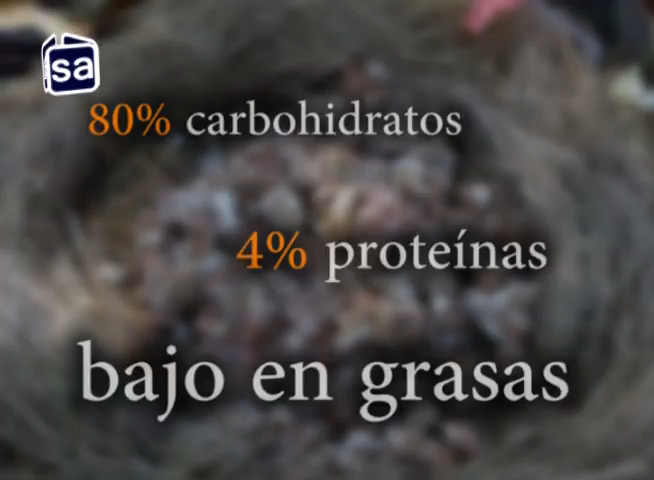 sa
80% carbohidratos
4% proteínas
bajo en grasas